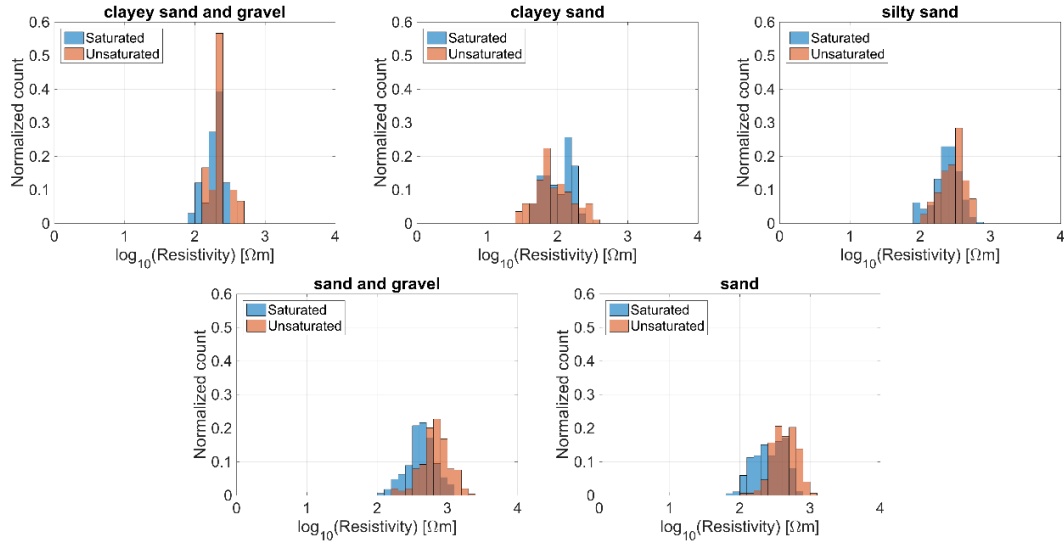 clayey sand and gravel
0.6
0.5
0.4
0.3
0.2
0.1
0
Normalized count
Saturated
Unsaturated
0 1 2 3 4
log10(Resistivity) [Ωm]
clayey sand
0.6
0.5
0.4
0.3
0.2
0.1
0
Normalized count
Saturated
Unsaturated
0 1 2 3 4
log10(Resistivity) [Ωm]
silty sand
0.6
0.5
0.4
0.3
0.2
0.1
0
Normalized count
Saturated
Unsaturated
0 1 2 3 4
log10(Resistivity) [Ωm]
sand and gravel
0.6
0.5
0.4
0.3
0.2
0.1
0
Normalized count
Saturated
Unsaturated
0 1 2 3 4
log10(Resistivity) [Ωm]
sand
0.6
0.5
0.4
0.3
0.2
0.1
0
Normalized count
Saturated
Unsaturated
0 1 2 3 4
log10(Resistivity) [Ωm]